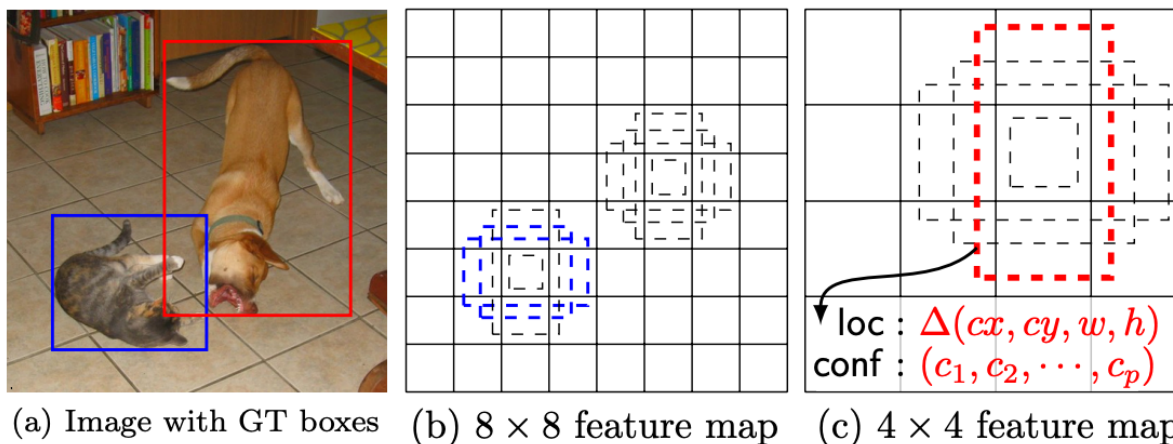 loc : Δ(cx, cy, w, h)
conf : (c₁, c₂, ⋯, cₚ)
(a) Image with GT boxes
(b) 8 × 8 feature map
(c) 4 × 4 feature map